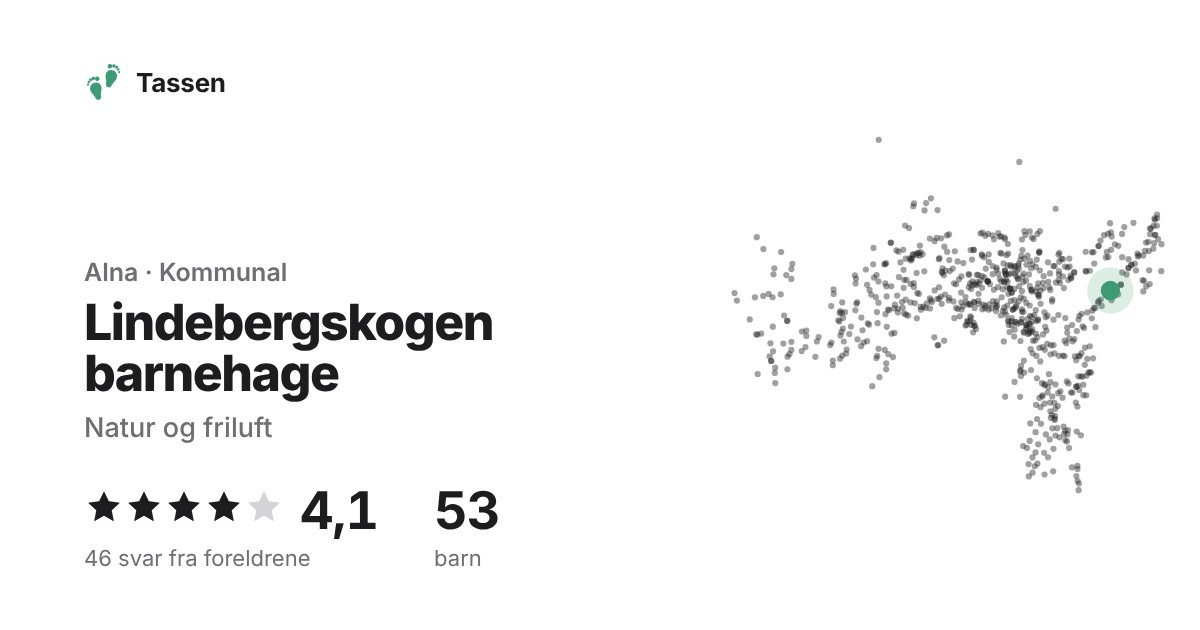 Tassen
Alna · Kommunal
Lindebergskogen
barnehage
Natur og friluft
4,1
46 svar fra foreldrene
53
barn